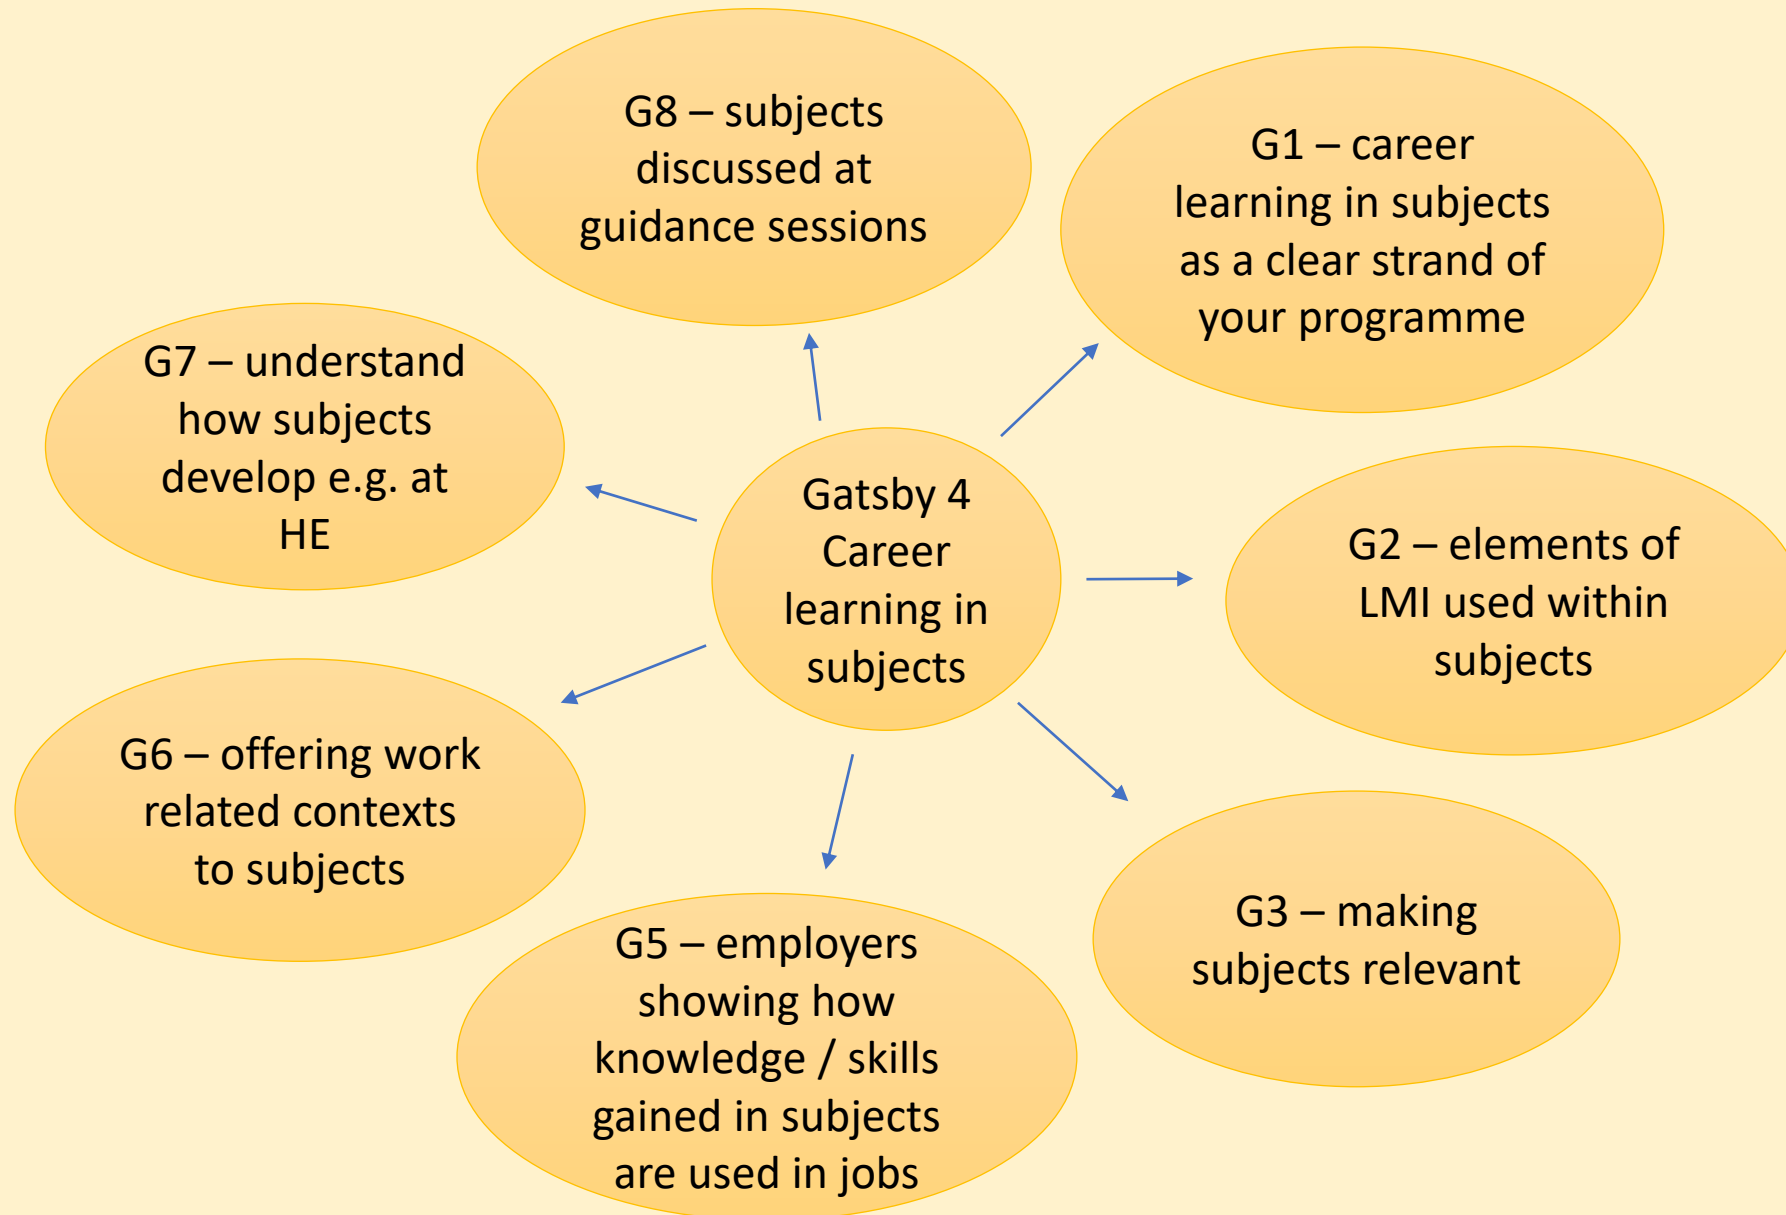 G8 – subjects
discussed at
guidance sessions
G1 – career
learning in subjects
as a clear strand of
your programme
G7 – understand
how subjects
develop e.g. at
HE
Gatsby 4
Career
learning in
subjects
G2 – elements of
LMI used within
subjects
G6 – offering work
related contexts
to subjects
G3 – making
subjects relevant
G5 – employers
showing how
knowledge / skills
gained in subjects
are used in jobs